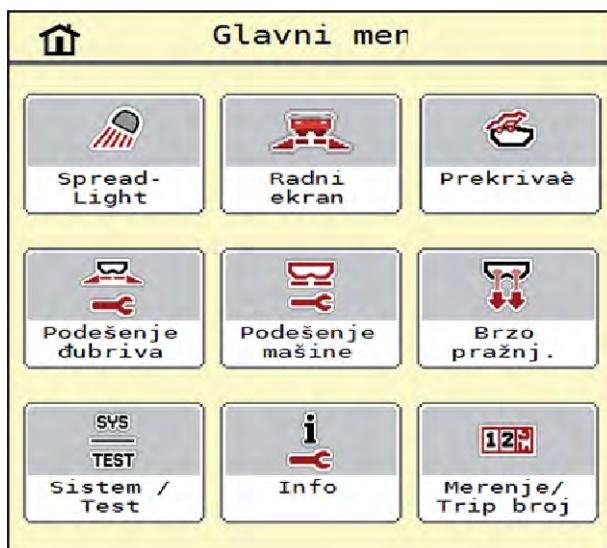 Glavni men
Spread-
Light
Radni
ekran
Prekrivaè
Podešenje
đubriva
Podešenje
mašine
Brzo
pražnj.
SYS
TEST
i
123
Sistem /
Test
Info
Merenje/
Trip broj